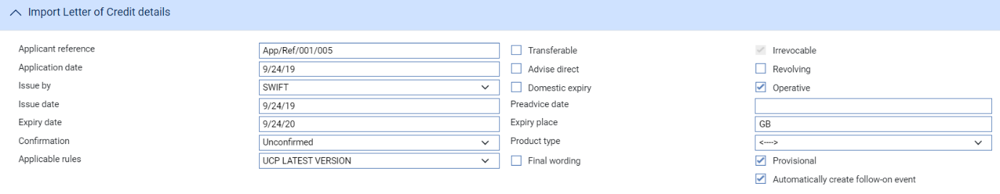 Import Letter of Credit details
Applicant reference App/Ref/001/005 Transferable Irrevocable
Application date 9/24/19 Advise direct Revolving
Issue by SWIFT Domestic expiry Operative
Issue date 9/24/19 Preadvice date
Expiry date 9/24/20 Expiry place GB
Confirmation Unconfirmed Product type <---->
Applicable rules UCP LATEST VERSION Final wording Provisional
Automatically create follow-on event